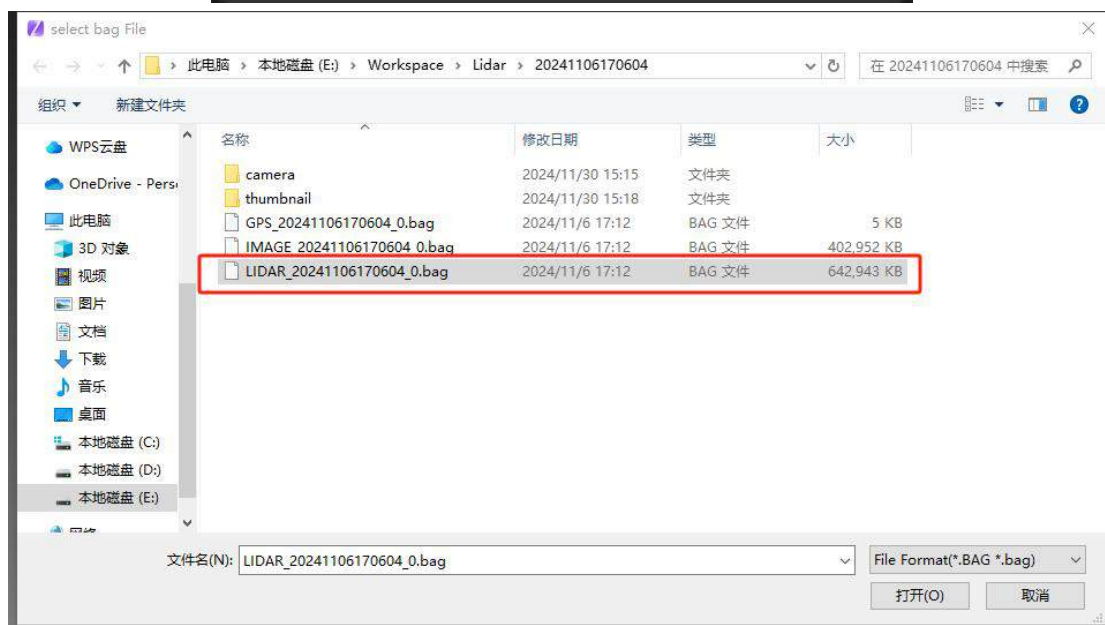 select bag File
此电脑 › 本地磁盘 (E:) › Workspace › Lidar › 20241106170604
在 20241106170604 中搜索
组织 新建文件夹
名称 修改日期 类型 大小
camera 2024/11/30 15:15 文件夹
thumbnail 2024/11/30 15:18 文件夹
GPS_20241106170604_0.bag 2024/11/6 17:12 BAG 文件 5 KB
IMAGE_20241106170604_0.bag 2024/11/6 17:12 BAG 文件 402,952 KB
LIDAR_20241106170604_0.bag 2024/11/6 17:12 BAG 文件 642,943 KB
WPS云盘
OneDrive - Pers
此电脑
3D 对象
视频
图片
文档
下载
音乐
桌面
本地磁盘 (C:)
本地磁盘 (D:)
本地磁盘 (E:)
文件名(N): LIDAR_20241106170604_0.bag File Format(*.BAG *.bag)
打开(O) 取消